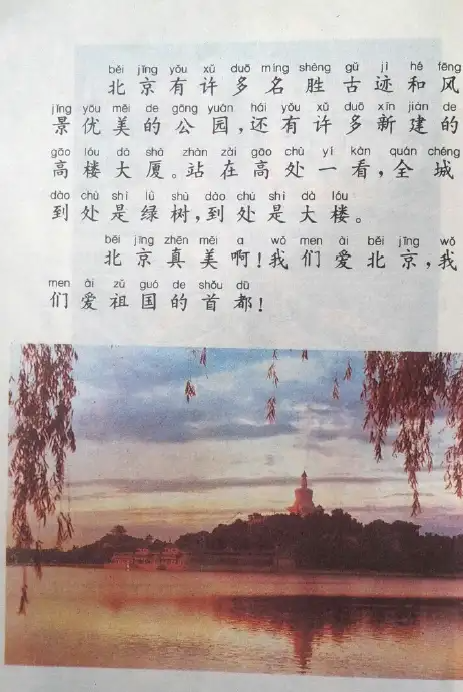 běi jīng yǒu xǔ duō míng shèng gǔ jì hé fēng
北京有许多名胜古迹和风
jǐng yōu měi de gōng yuán hái yǒu xǔ duō xīn jiàn de
景优美的公园,还有许多新建的
gāo lóu dà shà zhàn zài gāo chù yí kàn quán chéng
高楼大厦。站在高处一看,全城
dào chù shì lǜ shù dào chù shì dà lóu
到处是绿树,到处是大楼。
běi jīng zhēn měi a wǒ men ài běi jīng wǒ
北京真美啊!我们爱北京,我
men ài zǔ guó de shǒu dū
们爱祖国的首都!